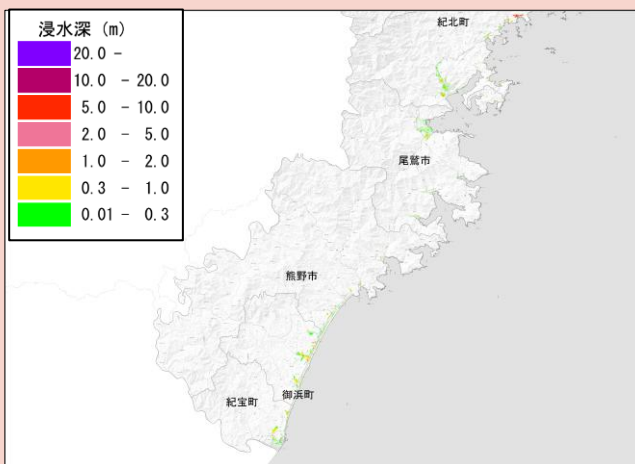 浸水深 (m)
20.0 -
10.0 - 20.0
5.0 - 10.0
2.0 - 5.0
1.0 - 2.0
0.3 - 1.0
0.01 - 0.3
紀北町
尾鷲市
熊野市
御浜町
紀宝町